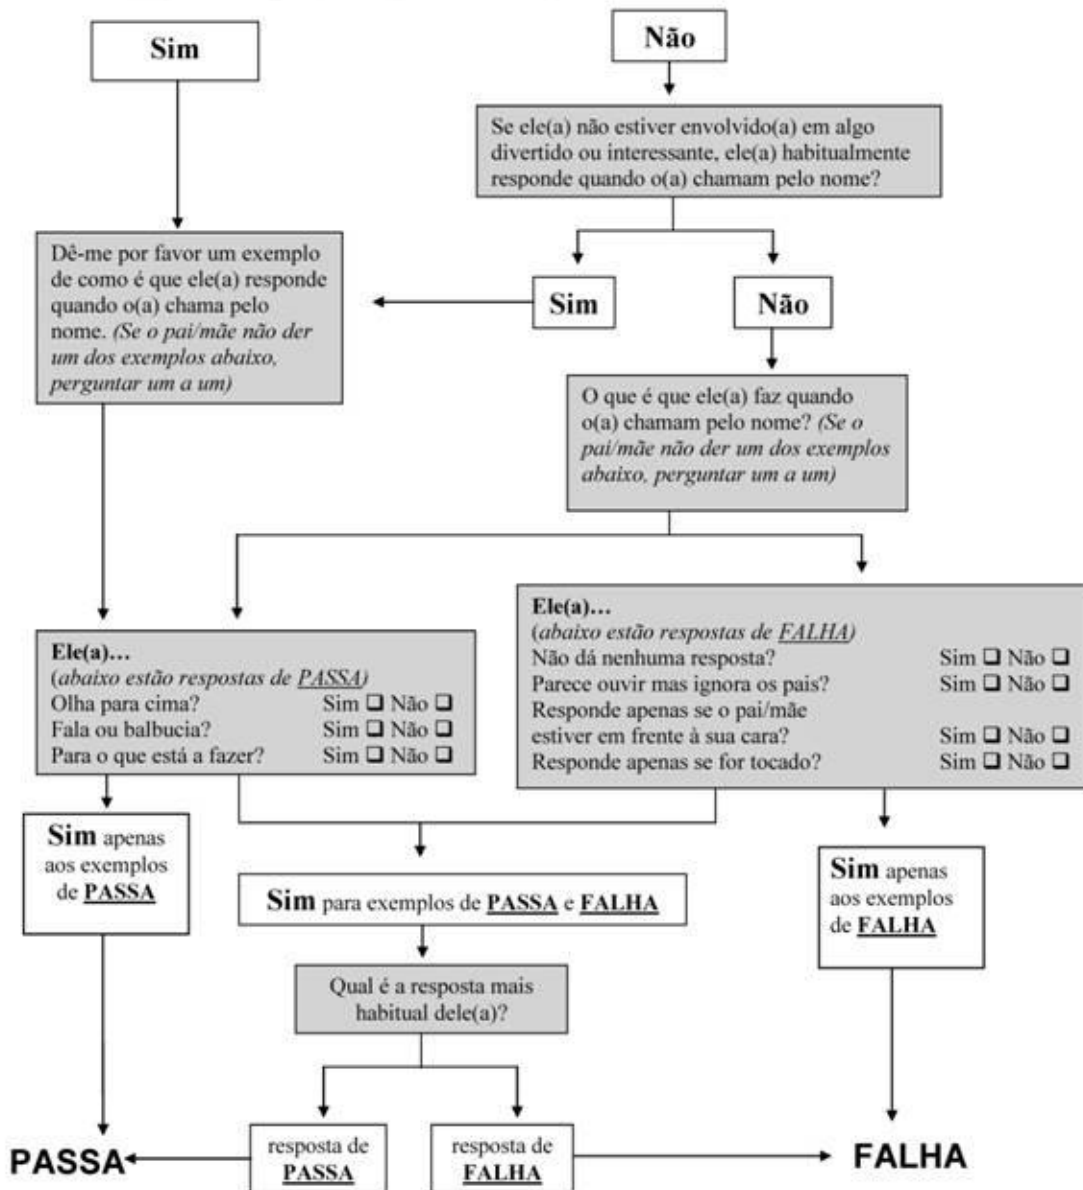 Sim
Não
Se ele(a) não estiver envolvido(a) em algo
divertido ou interessante, ele(a) habitualmente
responde quando o(a) chamam pelo nome?
Dê-me por favor um exemplo
de como é que ele(a) responde
quando o(a) chama pelo
nome. (Se o pai/mãe não der
um dos exemplos abaixo,
perguntar um a um)
Sim
Não
O que é que ele(a) faz quando
o(a) chamam pelo nome? (Se o
pai/mãe não der um dos exemplos
abaixo, perguntar um a um)
Ele(a)…
(abaixo estão respostas de PASSA)
Olha para cima? Sim ❑ Não ❑
Fala ou balbucia? Sim ❑ Não ❑
Para o que está a fazer? Sim ❑ Não ❑
Ele(a)…
(abaixo estão respostas de FALHA)
Não dá nenhuma resposta? Sim ❑ Não ❑
Parece ouvir mas ignora os pais? Sim ❑ Não ❑
Responde apenas se o pai/mãe
estiver em frente à sua cara? Sim ❑ Não ❑
Responde apenas se for tocado? Sim ❑ Não ❑
Sim apenas
aos exemplos
de PASSA
Sim para exemplos de PASSA e FALHA
Sim apenas
aos exemplos
de FALHA
Qual é a resposta mais
habitual dele(a)?
PASSA
resposta de
PASSA
resposta de
FALHA
FALHA